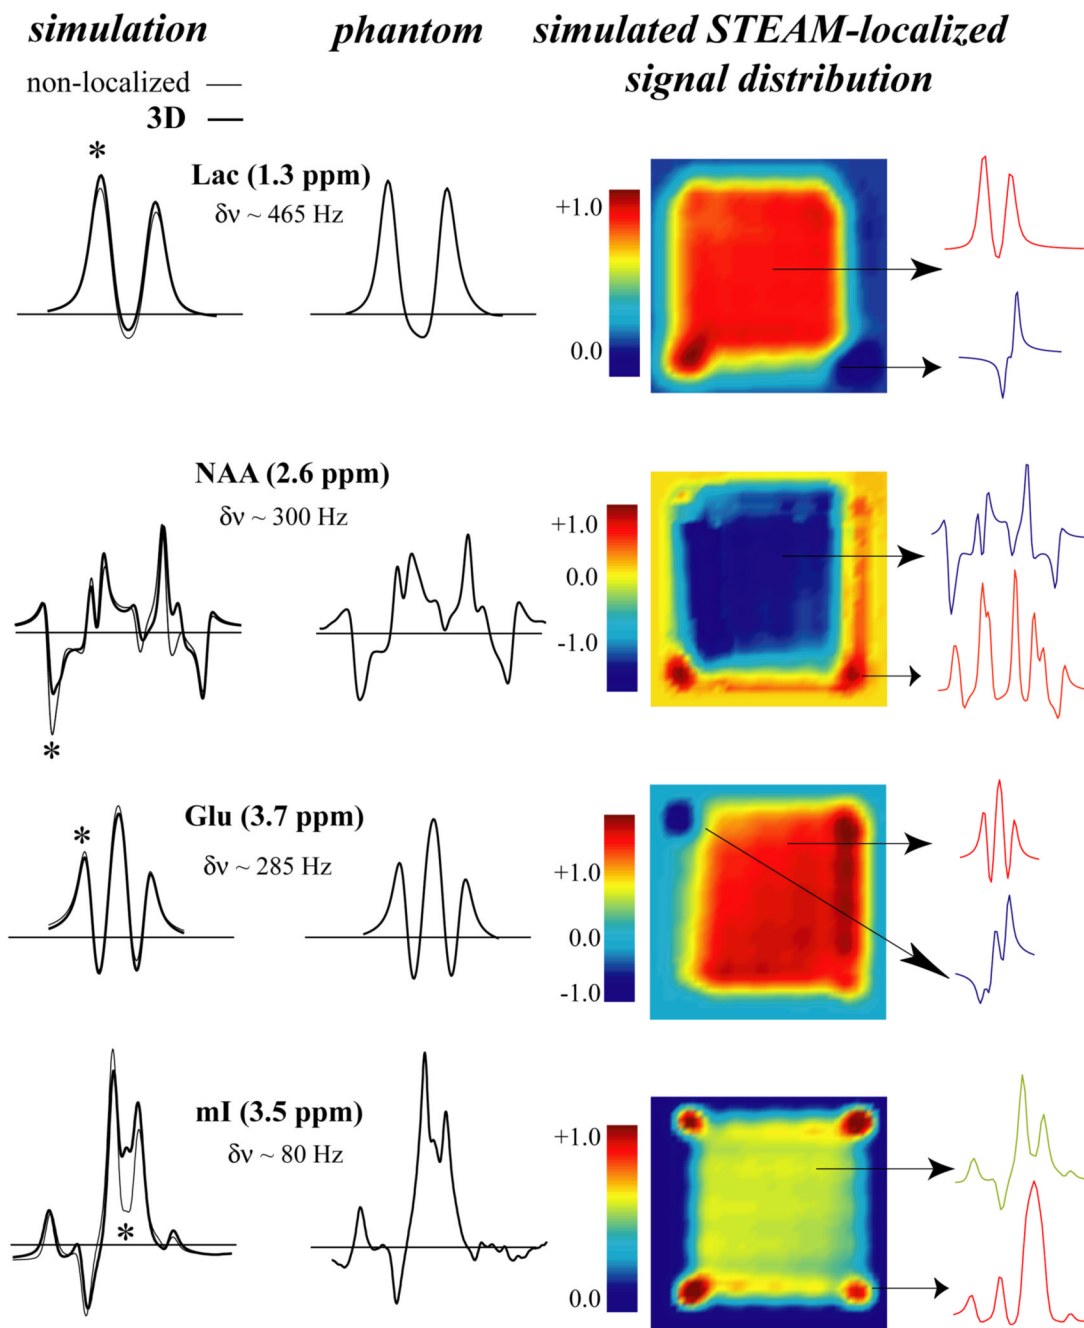 simulation
phantom
simulated STEAM-localized
signal distribution
non-localized
3D
*
Lac (1.3 ppm)
δν ~ 465 Hz
+1.0
0.0
NAA (2.6 ppm)
δν ~ 300 Hz
+1.0
0.0
-1.0
*
Glu (3.7 ppm)
*
δν ~ 285 Hz
+1.0
0.0
-1.0
mI (3.5 ppm)
δν ~ 80 Hz
*
+1.0
0.0